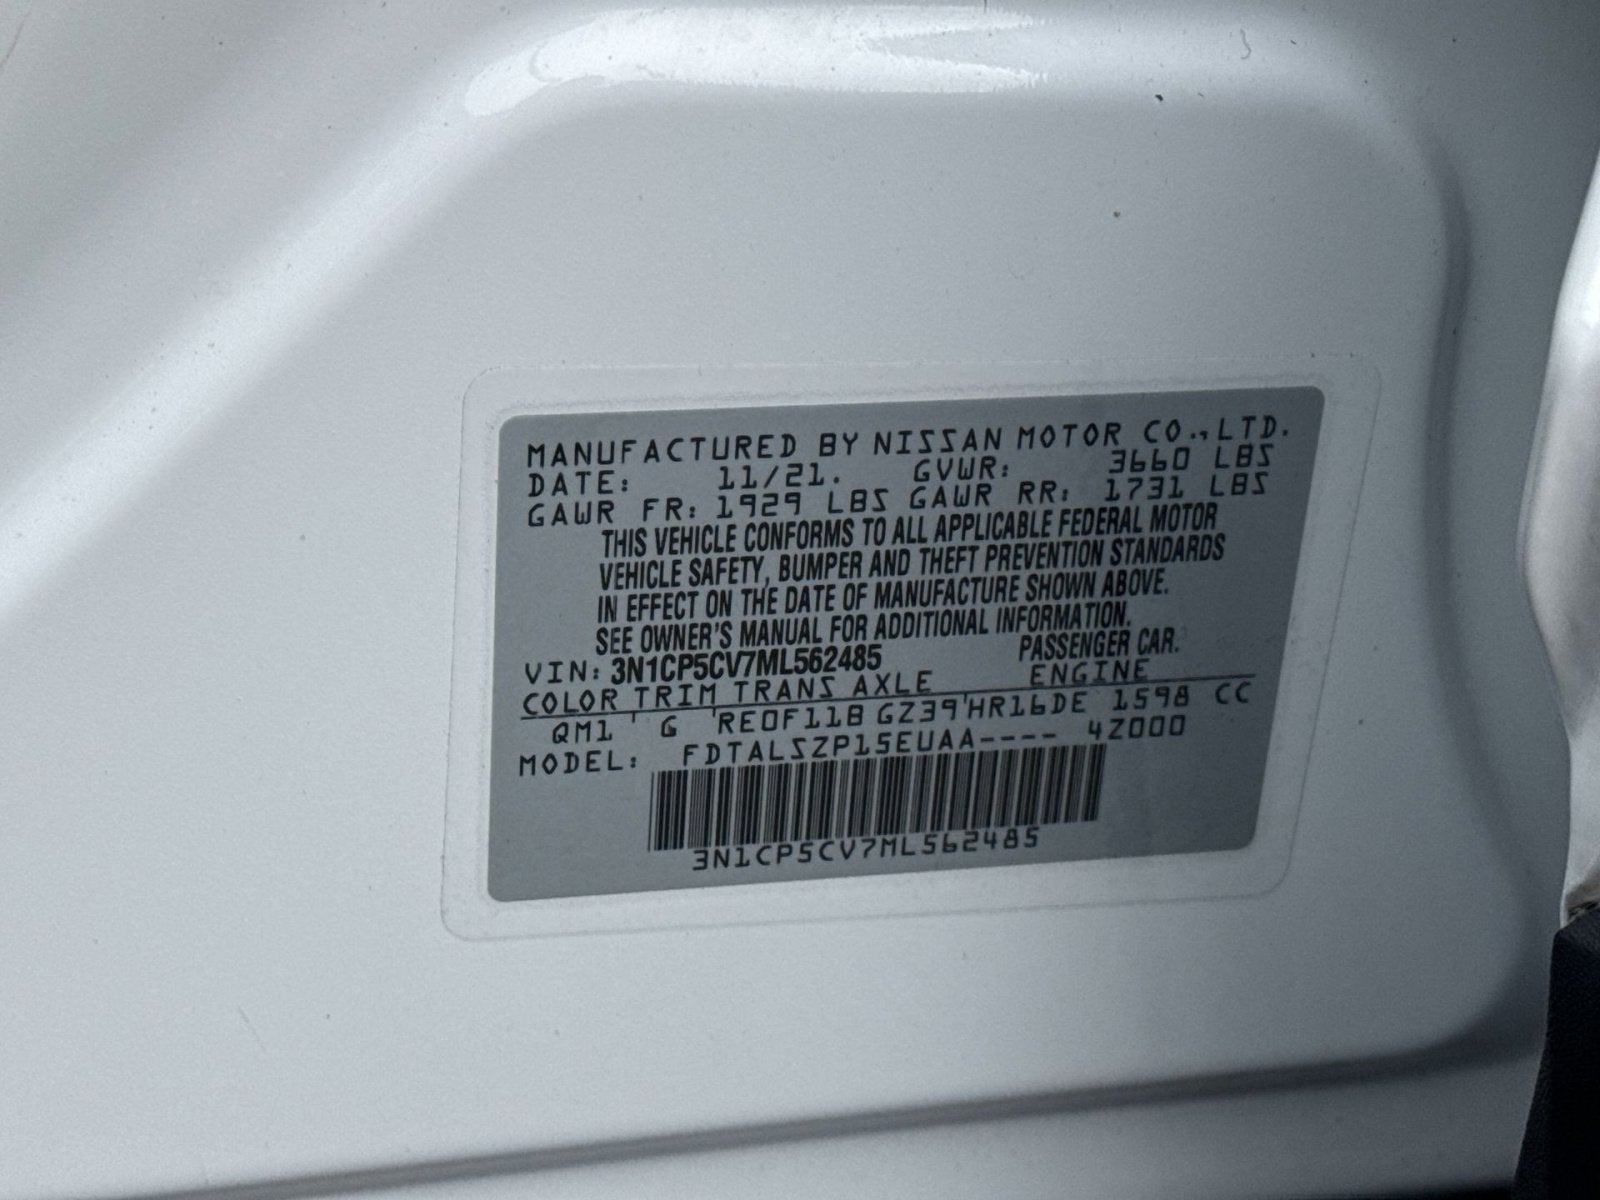 MANUFACTURED BY NISSAN MOTOR CO., LTD.
DATE: 11/21. GVWR: 3660 LBS
GAWR FR: 1929 LBS GAWR RR: 1731 LBS
THIS VEHICLE CONFORMS TO ALL APPLICABLE FEDERAL MOTOR
VEHICLE SAFETY, BUMPER AND THEFT PREVENTION STANDARDS
IN EFFECT ON THE DATE OF MANUFACTURE SHOWN ABOVE.
SEE OWNER'S MANUAL FOR ADDITIONAL INFORMATION.
VIN: 3N1CP5CV7ML562485 PASSENGER CAR.
COLOR TRIM TRANS AXLE ENGINE
QM1 G RE0F11B GZ39 HR16DE 1598 CC
MODEL: FDTALSZP15EUAA---- 4Z000
3N1CP5CV7ML562485